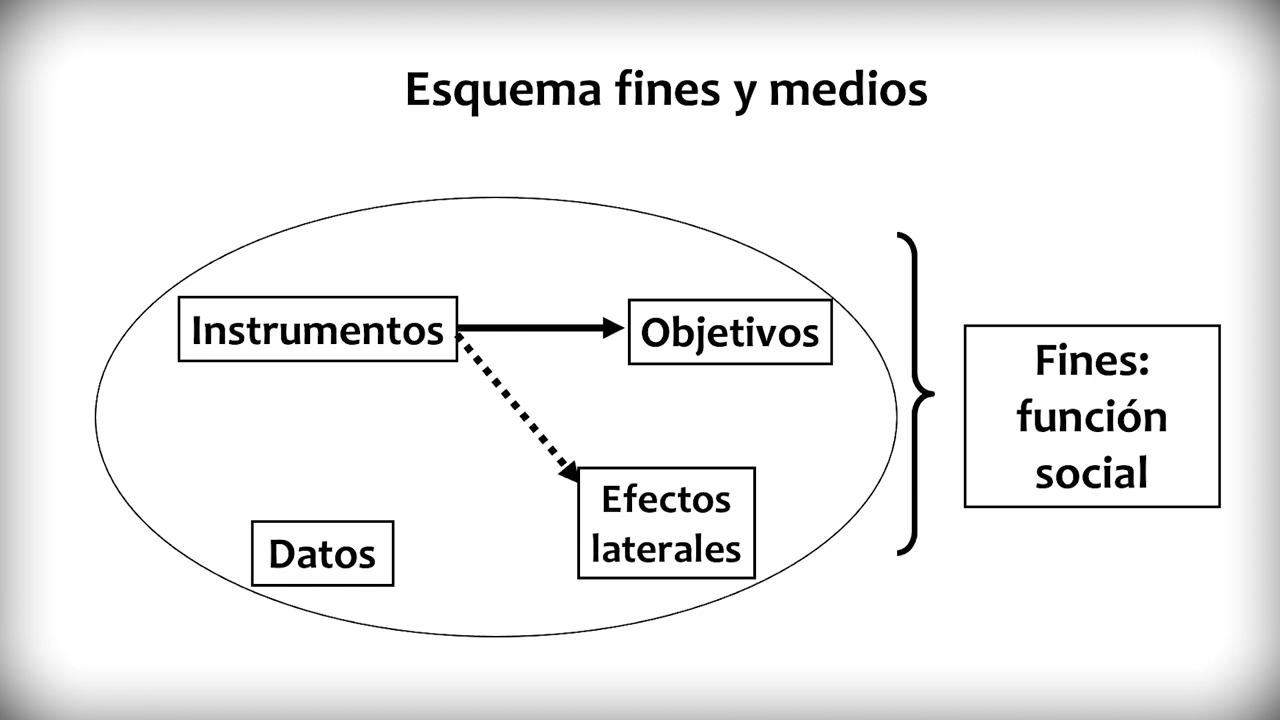 Esquema fines y medios
Instrumentos
Objetivos
Fines:
función
social
Efectos
laterales
Datos